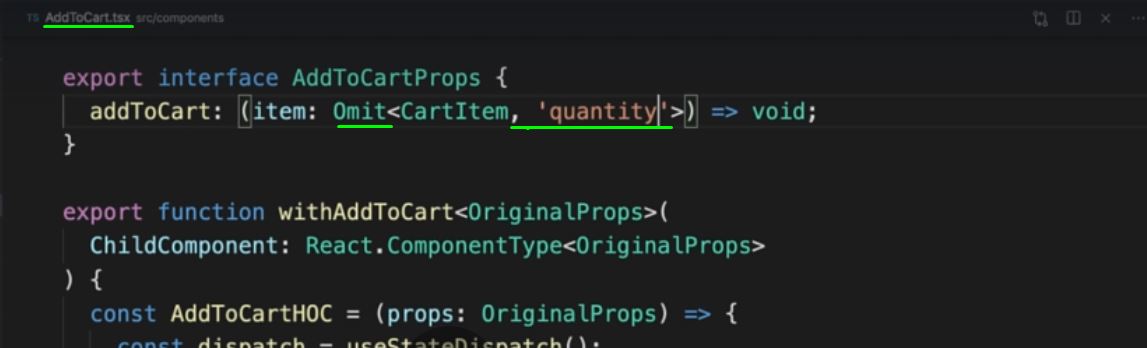 TS AddToCart.tsx src/components
export interface AddToCartProps {
addToCart: (item: Omit<CartItem, 'quantity'>) => void;
}
export function withAddToCart<OriginalProps>(
ChildComponent: React.ComponentType<OriginalProps>
) {
const AddToCartHOC = (props: OriginalProps) => {
const dispatch = useStateDispatch();